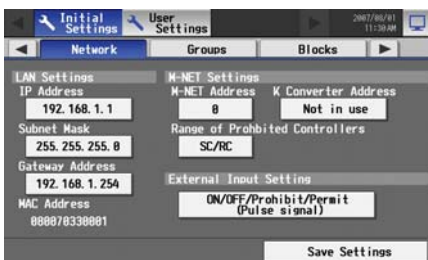 Initial Settings
User Settings
2007/08/01
11:30 AM
Network
Groups
Blocks
LAN Settings
IP Address
192.168.1.1
Subnet Mask
255.255.255.0
Gateway Address
192.168.1.254
MAC Address
080070330001
M-NET Settings
M-NET Address
0
K Converter Address
Not in use
Range of Prohbited Controllers
SC/RC
External Input Setting
ON/OFF/Prohibit/Permit
(Pulse signal)
Save Settings